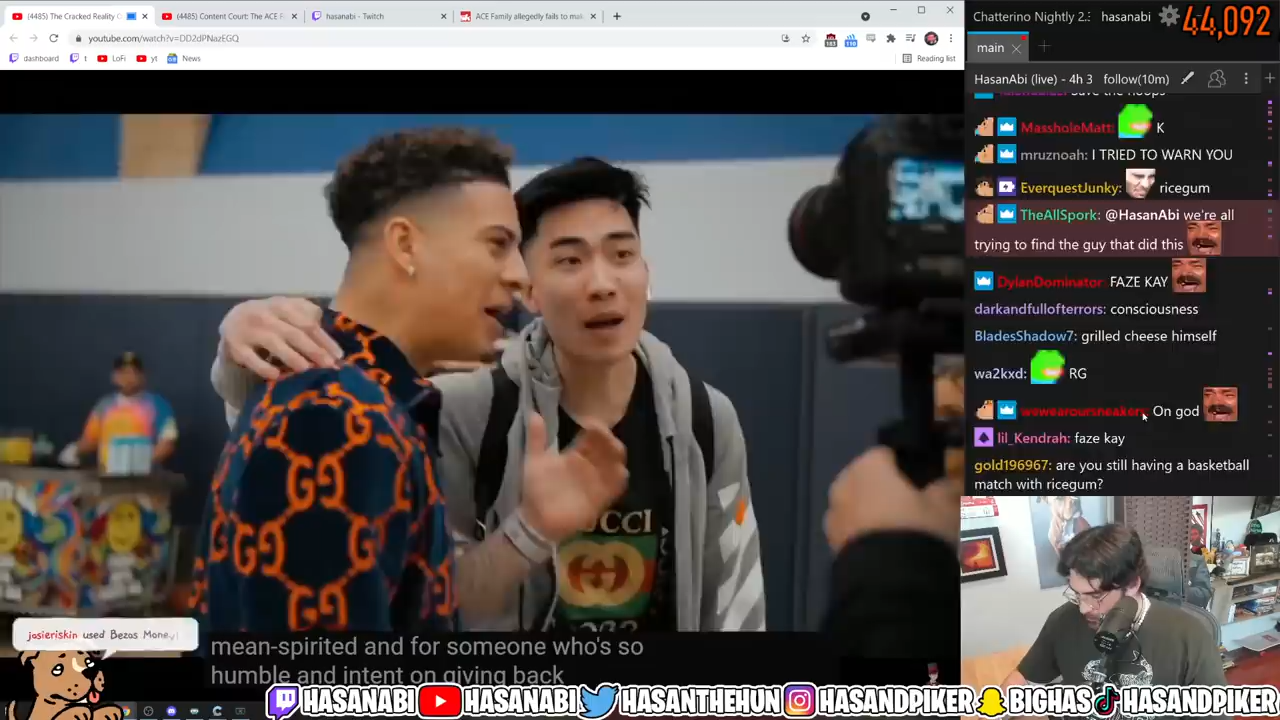 (4485) The Cracked Reality O
(4485) Content Court: The ACE F
hasanabi - Twitch
ACE Family allegedly fails to mak
youtube.com/watch?v=DD2dPNazEGQ
dashboard
t
LoFi
yt
News
Reading list
Chatterino Nightly 2.
hasanabi
44,092
main
HasanAbi (live) - 4h 3
follow(10m)
MassholeMatt: K
mruznoah: I TRIED TO WARN YOU
EverquestJunky: ricegum
TheAllSpork: @HasanAbi we're all
trying to find the guy that did this
DylanDominator: FAZE KAY
darkandfullofterrors: consciousness
BladesShadow7: grilled cheese himself
wa2kxd: RG
wewearoursneakers: On god
lil_Kendrah: faze kay
gold196967: are you still having a basketball
match with ricegum?
GUCCI
jasieriskin used Bezos Money
mean-spirited and for someone who's so
humble and intent on giving back
HASANABI HASANABI HASANTHEHUN HASANDPIKER BIGHAS HASANDPIKER